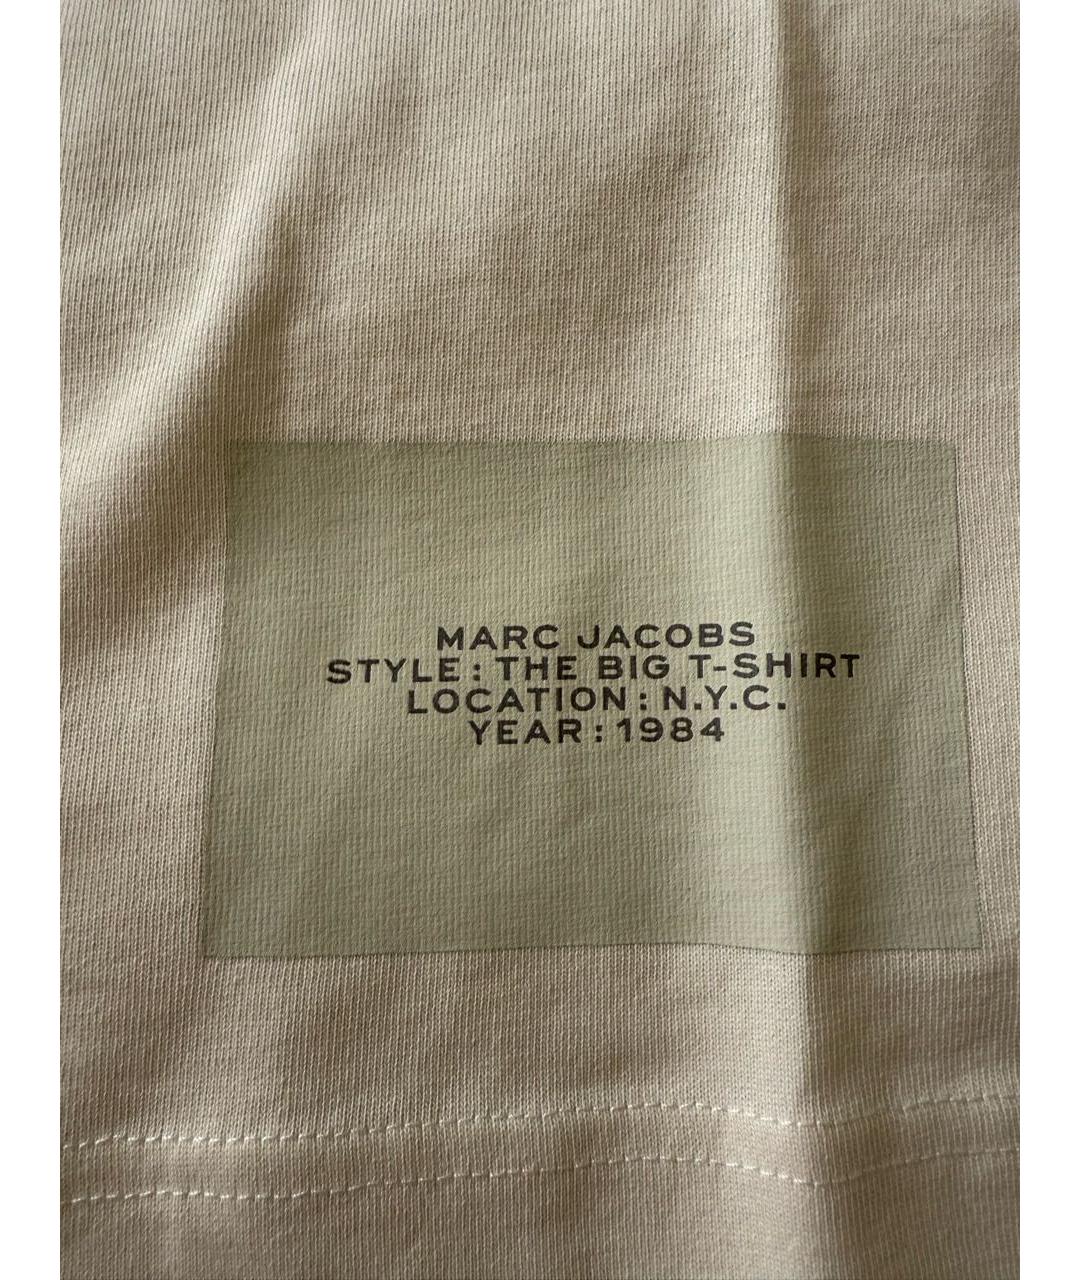 MARC JACOBS
STYLE : THE BIG T-SHIRT
LOCATION : N.Y.C.
YEAR : 1984